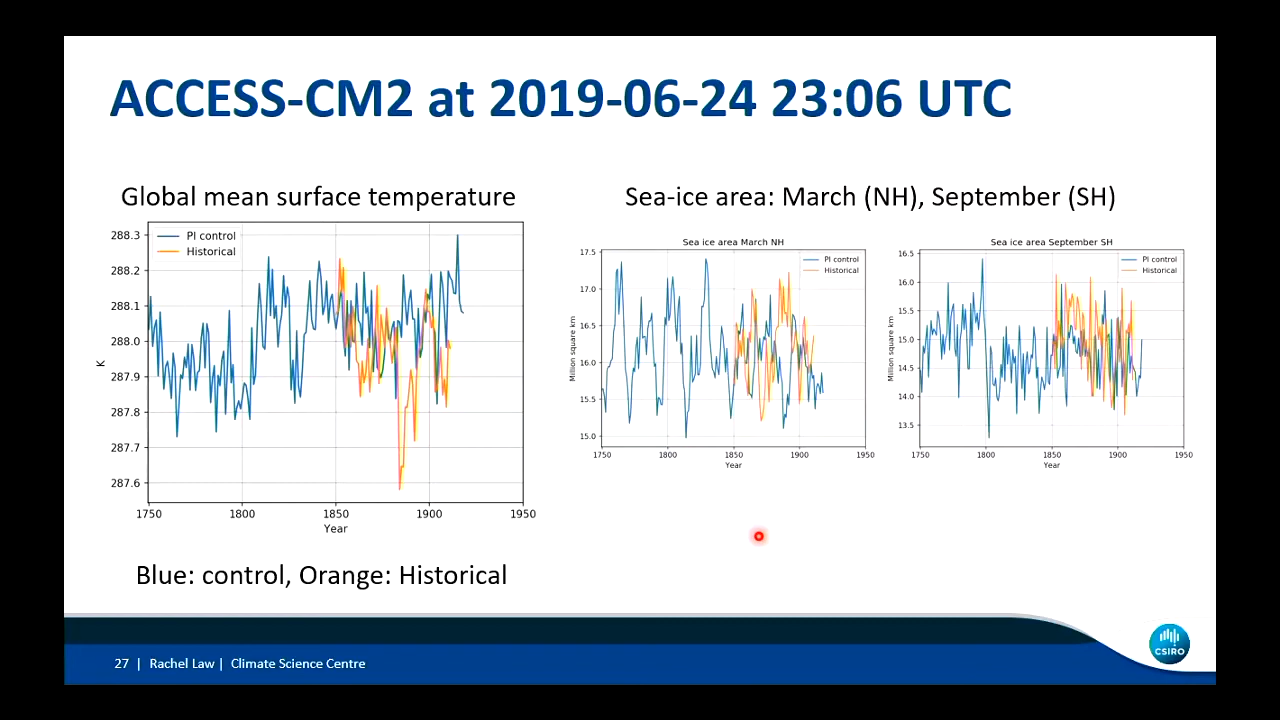 ACCESS-CM2 at 2019-06-24 23:06 UTC
Global mean surface temperature
288.3
288.2
288.1
288.0
287.9
287.8
287.7
287.6
K
PI control
Historical
1750 1800 1850 1900 1950
Year
Blue: control, Orange: Historical
Sea-ice area: March (NH), September (SH)
Sea ice area March NH
17.5
17.0
16.5
16.0
15.5
15.0
Million square km
PI control
Historical
1750 1800 1850 1900 1950
Year
Sea ice area September SH
16.5
16.0
15.5
15.0
14.5
14.0
13.5
Million square km
PI control
Historical
1750 1800 1850 1900 1950
Year
27 | Rachel Law | Climate Science Centre
CSIRO